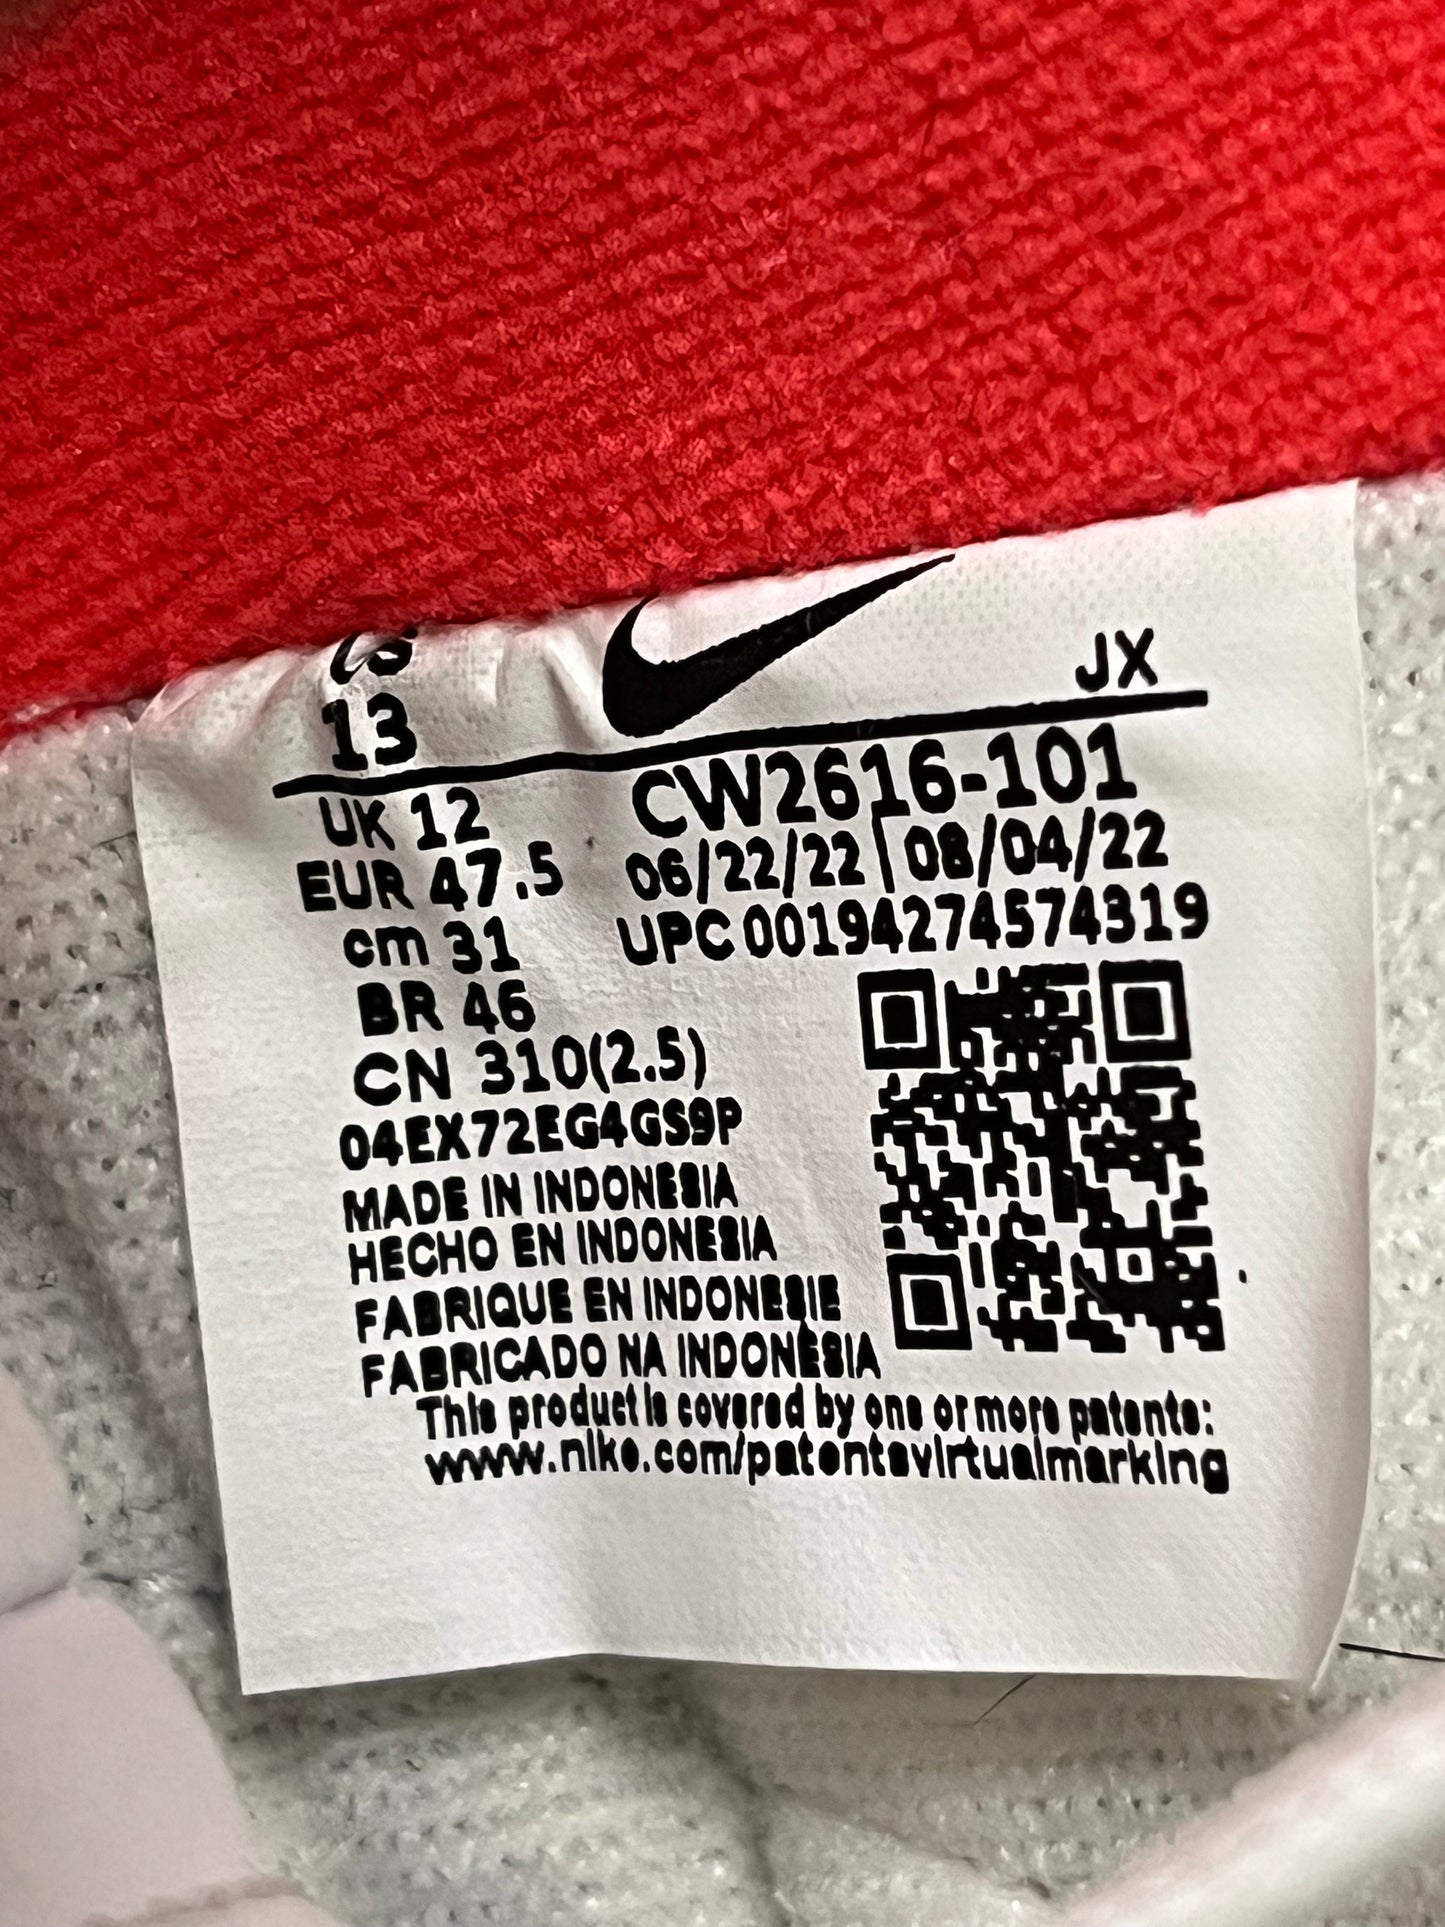 JX
13
UK 12
CW2616-101
EUR 47.5
06/22/22 | 08/04/22
cm 31
UPC 00194274574319
BR 46
CN 310(2.5)
04EX72EG4GS9P
MADE IN INDONESIA
HECHO EN INDONESIA
FABRIQUE EN INDONESIE
FABRICADO NA INDONÉSIA
This product is covered by one or more patents:
www.nike.com/patentsvirtualmarking